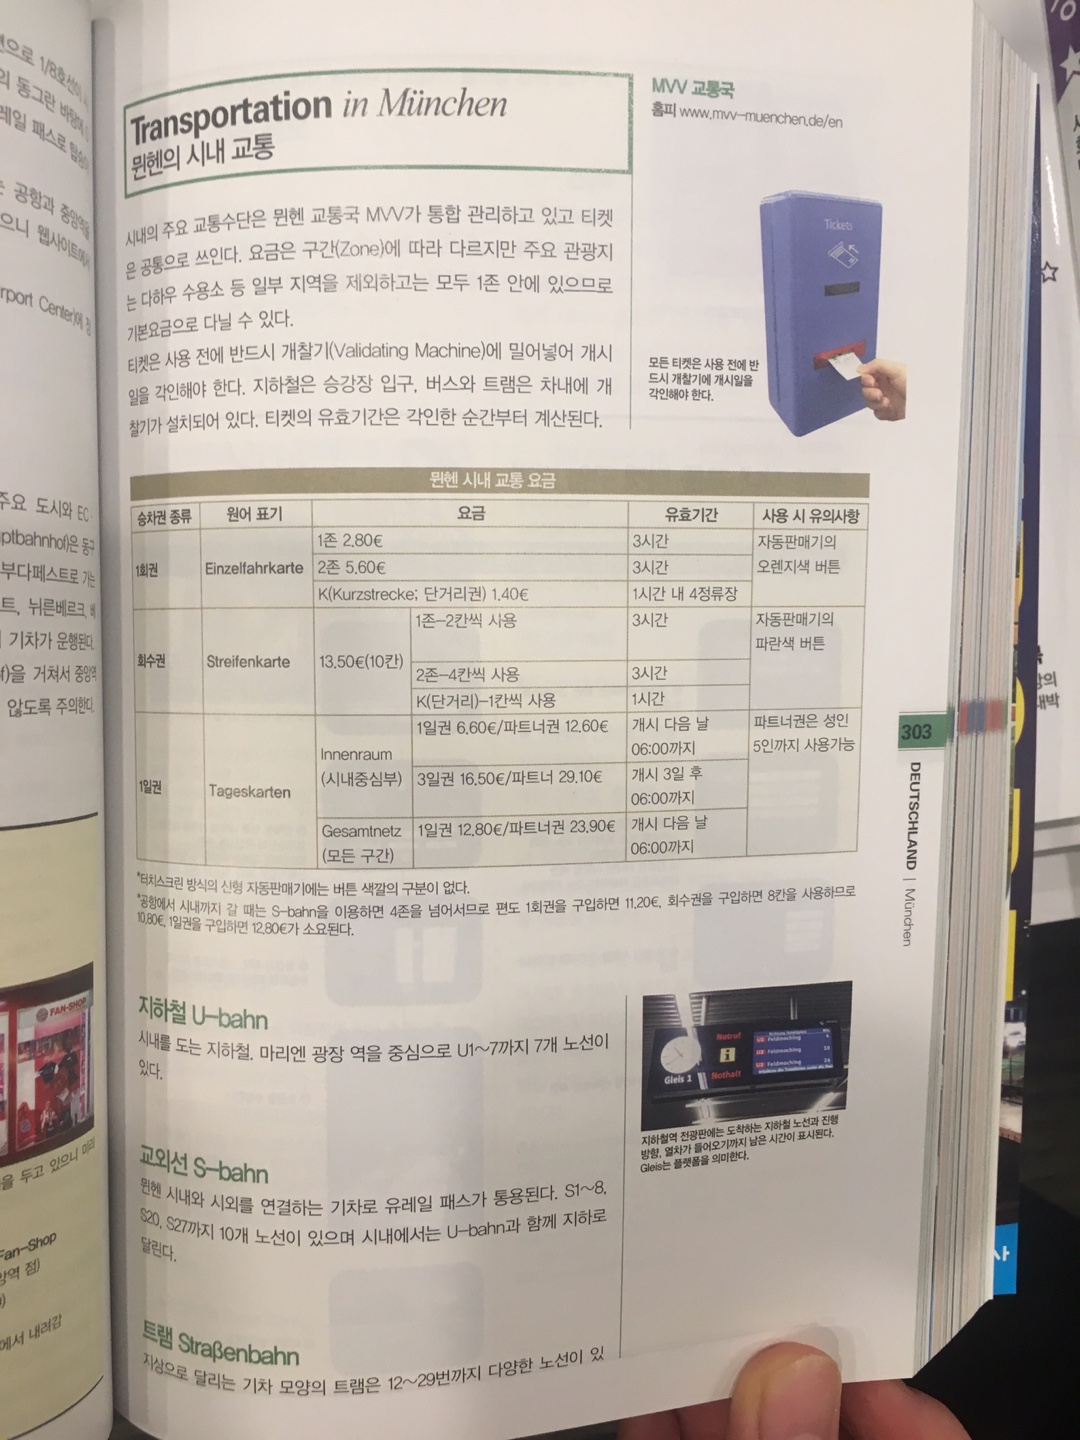 Transportation in München
뮌헨의 시내 교통
시내의 주요 교통수단은 뮌헨 교통국 MVV가 통합 관리하고 있고 티켓
은 공통으로 쓰인다. 요금은 구간(Zone)에 따라 다르지만 주요 관광지
는 다하우 수용소 등 일부 지역을 제외하고는 모두 1존 안에 있으므로
기본요금으로 다닐 수 있다.
티켓은 사용 전에 반드시 개찰기(Validating Machine)에 밀어넣어 개시
일을 각인해야 한다. 지하철은 승강장 입구, 버스와 트램은 차내에 개
찰기가 설치되어 있다. 티켓의 유효기간은 각인한 순간부터 계산된다.
MVV 교통국
홈피 www.mvv-muenchen.de/en
Tickets
모든 티켓은 사용 전에 반
드시 개찰기에 개시일을
각인해야 한다.
뮌헨 시내 교통 요금
승차권 종류 원어 표기 요금 유효기간 사용 시 유의사항
1회권 Einzelfahrkarte
1존 2.80€ 3시간
2존 5.60€ 3시간
K(Kurzstrecke; 단거리권) 1.40€ 1시간 내 4정류장
자동판매기의
오렌지색 버튼
회수권 Streifenkarte 13.50€(10칸)
1존-2칸씩 사용 3시간
2존-4칸씩 사용 3시간
K(단거리)-1칸씩 사용 1시간
자동판매기의
파란색 버튼
1일권 Tageskarten
Innenraum
(시내중심부)
1일권 6.60€/파트너권 12.60€ 개시 다음 날
06:00까지
3일권 16.50€/파트너 29.10€ 개시 3일 후
06:00까지
Gesamtnetz
(모든 구간)
1일권 12.80€/파트너권 23.90€ 개시 다음 날
06:00까지
파트너권은 성인
5인까지 사용가능
*터치스크린 방식의 신형 자동판매기에는 버튼 색깔의 구분이 없다.
*공항에서 시내까지 갈 때는 S-bahn을 이용하면 4존을 넘어서므로 편도 1회권을 구입하면 11.20€, 회수권을 구입하면 8칸을 사용하므로
10.80€, 1일권을 구입하면 12.80€가 소요된다.
지하철 U-bahn
시내를 도는 지하철. 마리엔 광장 역을 중심으로 U1~7까지 7개 노선이
있다.
교외선 S-bahn
뮌헨 시내와 시외를 연결하는 기차로 유레일 패스가 통용된다. S1~8,
S20, S27까지 10개 노선이 있으며 시내에서는 U-bahn과 함께 지하로
달린다.
트램 Straßenbahn
지상으로 달리는 기차 모양의 트램은 12~29번까지 다양한 노선이 있
Gleis 1
Notruf
i
Nothalt
U2 Feldmoching
U2 Feldmoching
U2 Feldmoching
지하철역 전광판에는 도착하는 지하철 노선과 진행
방향, 열차가 들어오기까지 남은 시간이 표시된다.
Gleis는 플랫폼을 의미한다.
303
DEUTSCHLAND | München
FAN-SHOP
Fan-Shop